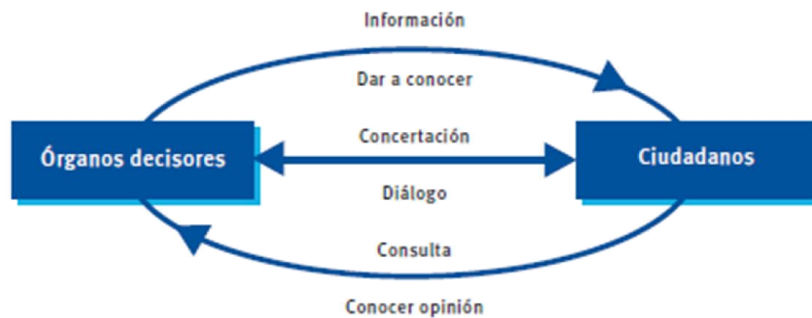 Información
Dar a conocer
Órganos decisores
Concertación
Ciudadanos
Diálogo
Consulta
Conocer opinión